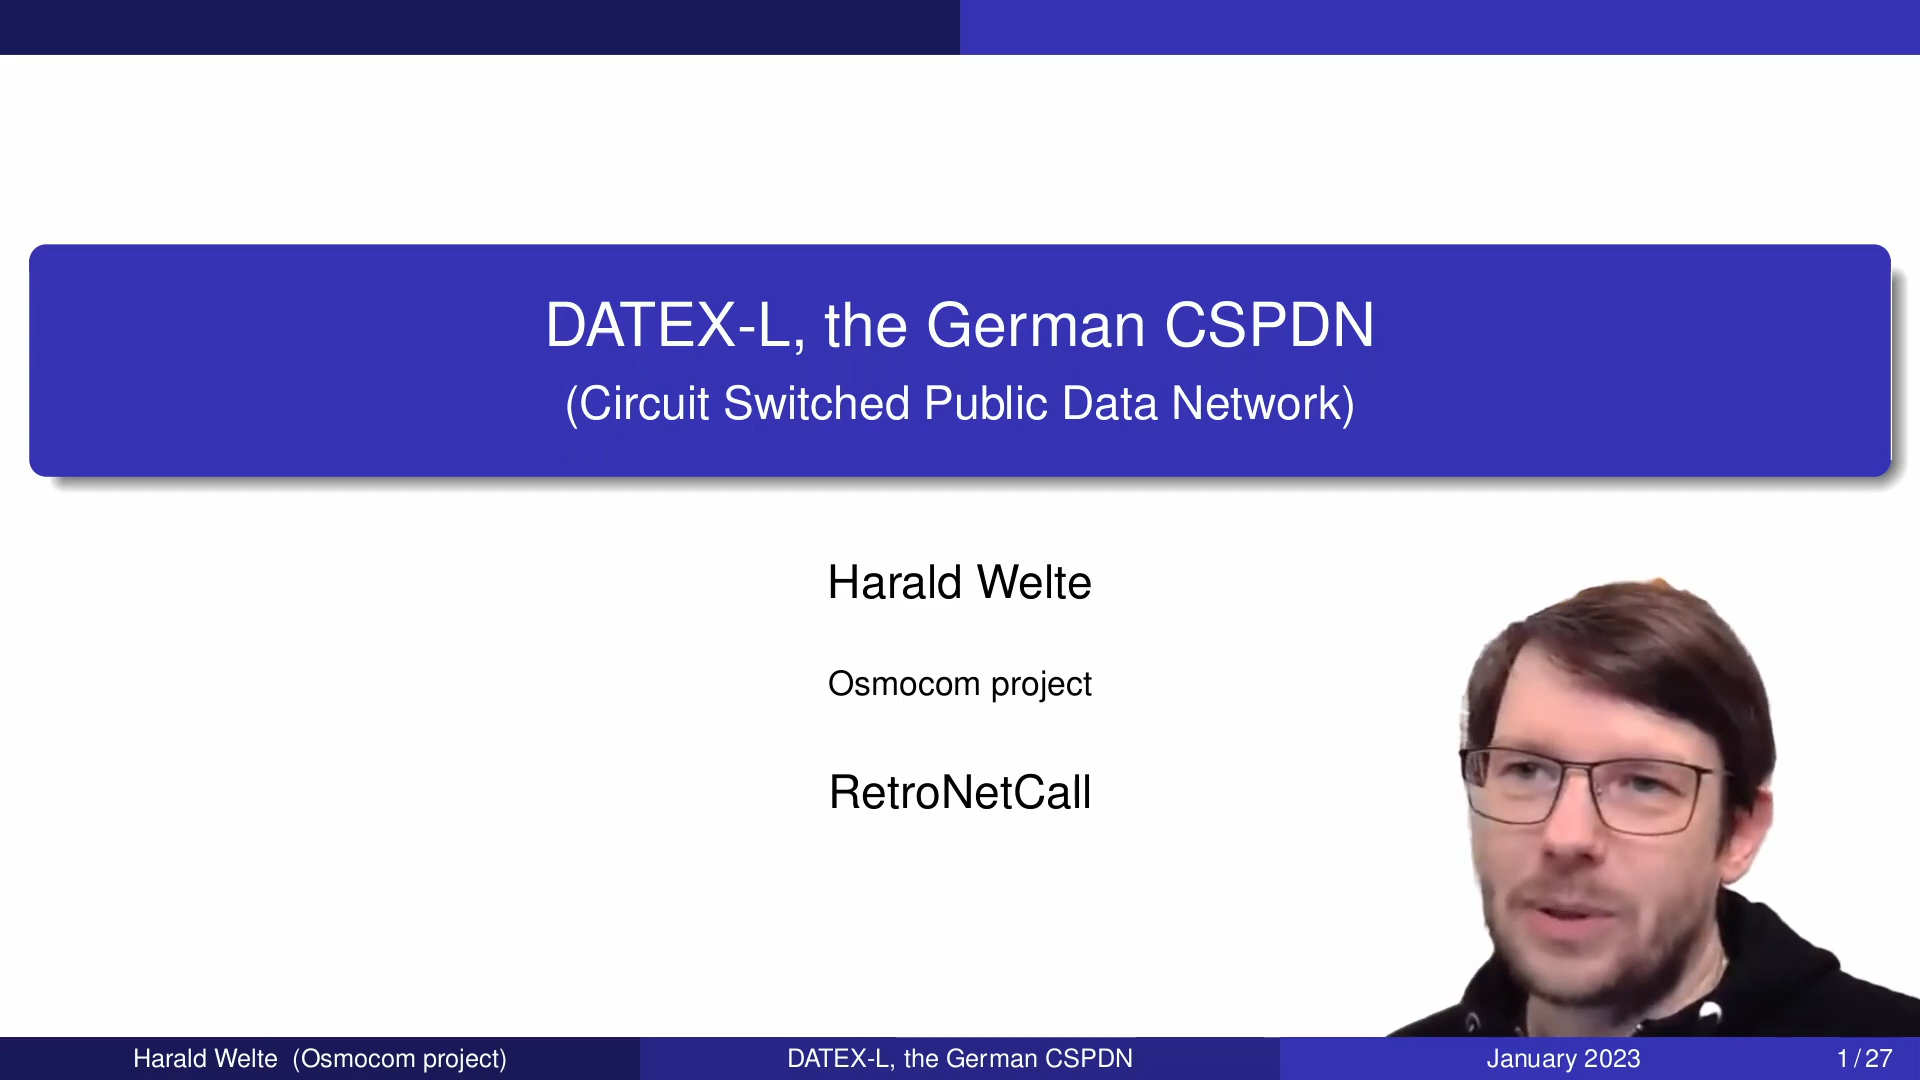 DATEX-L, the German CSPDN
(Circuit Switched Public Data Network)
Harald Welte
Osmocom project
RetroNetCall
Harald
Harald Welte (Osmocom project)
DATEX-L, the German CSPDN
January 2023
1 / 27